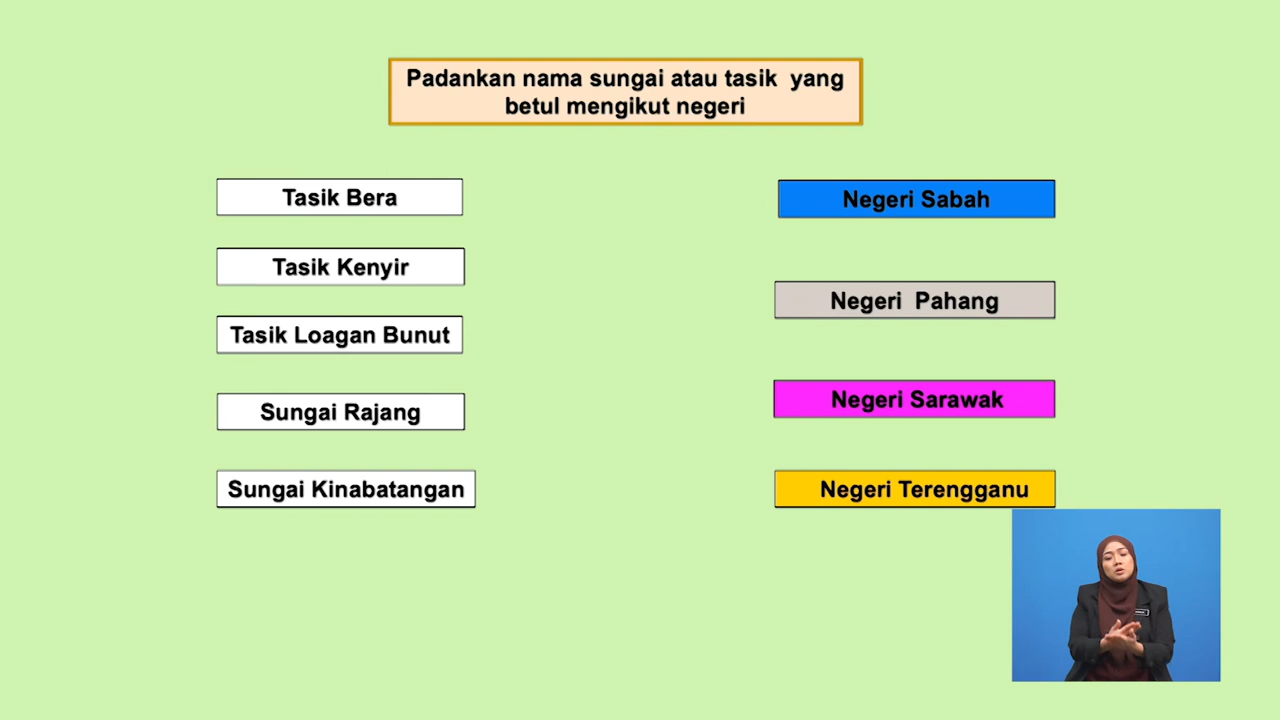 Padankan nama sungai atau tasik yang
betul mengikut negeri
Tasik Bera
Negeri Sabah
Tasik Kenyir
Negeri Pahang
Tasik Loagan Bunut
Negeri Sarawak
Sungai Rajang
Sungai Kinabatangan
Negeri Terengganu